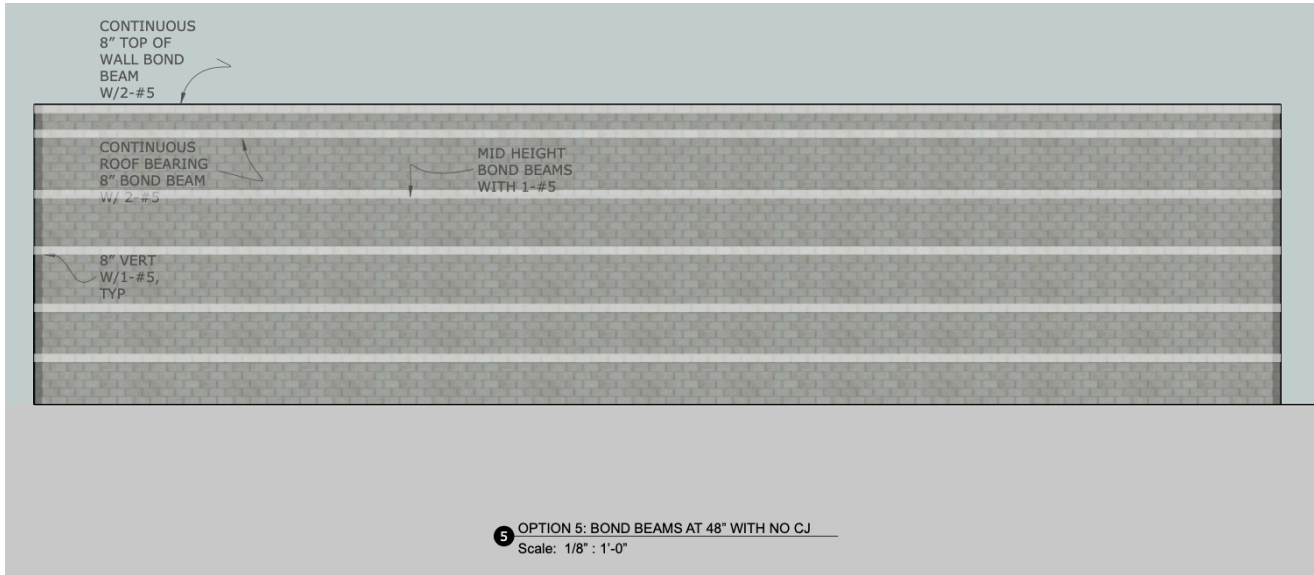 CONTINUOUS
8" TOP OF
WALL BOND
BEAM
W/2-#5
CONTINUOUS
ROOF BEARING
8" BOND BEAM
W/ 2-#5
MID HEIGHT
BOND BEAMS
WITH 1-#5
8" VERT
W/1-#5,
TYP
5 OPTION 5: BOND BEAMS AT 48" WITH NO CJ
Scale: 1/8" : 1'-0"